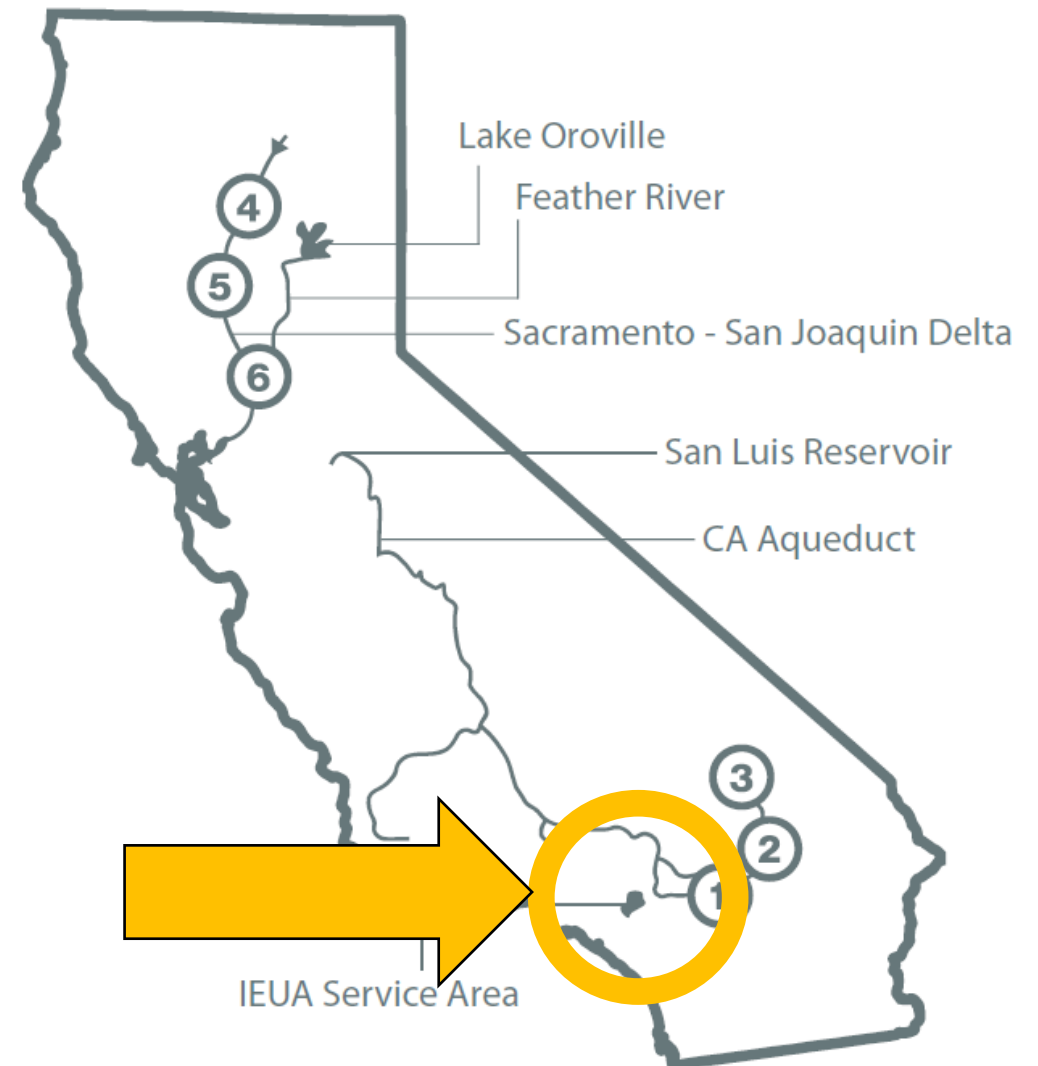 Lake Oroville
4
Feather River
5
Sacramento - San Joaquin Delta
6
San Luis Reservoir
CA Aqueduct
3
2
1
IEUA Service Area